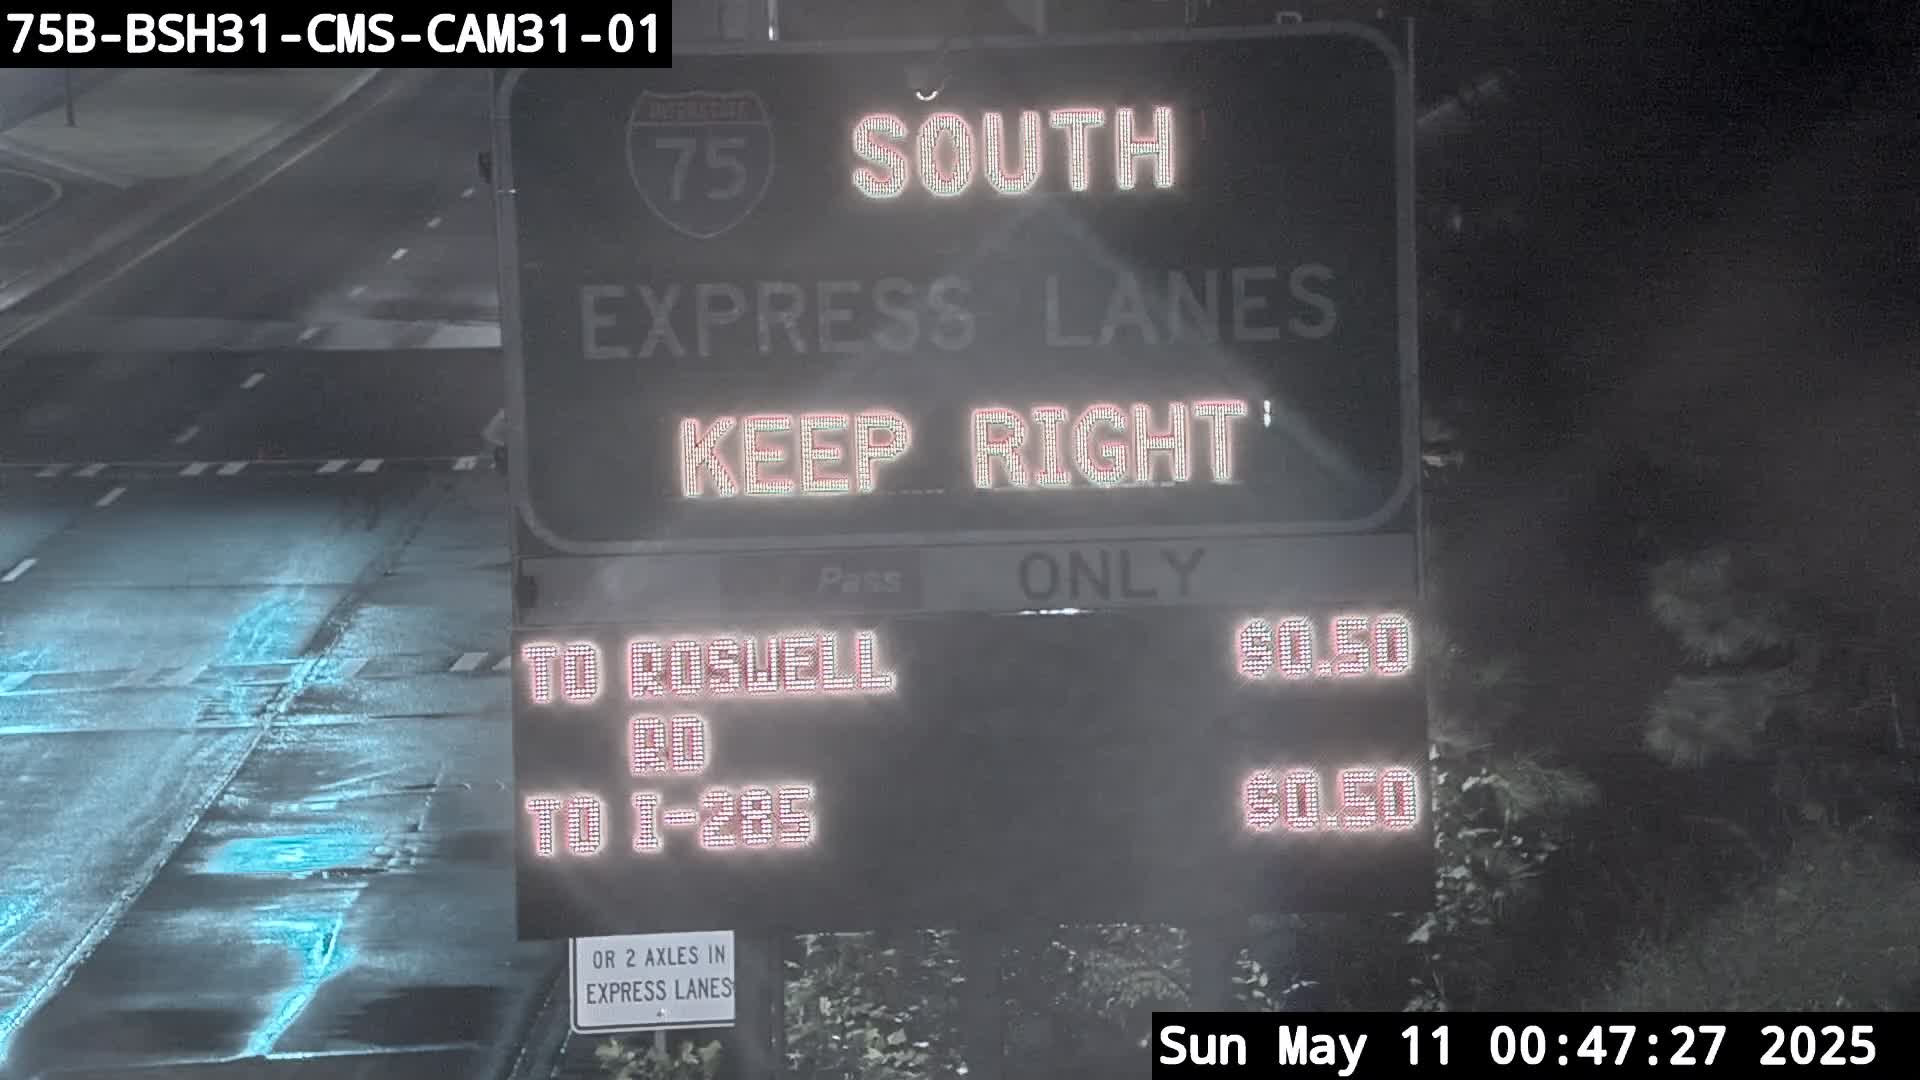 75B-BSH31-CMS-CAM31-01
INTERSTATE
75
SOUTH
EXPRESS LANES
KEEP RIGHT
Pass ONLY
TO ROSWELL $0.50
RD
TO I-285 $0.50
OR 2 AXLES IN
EXPRESS LANES
Sun May 11 00:47:27 2025